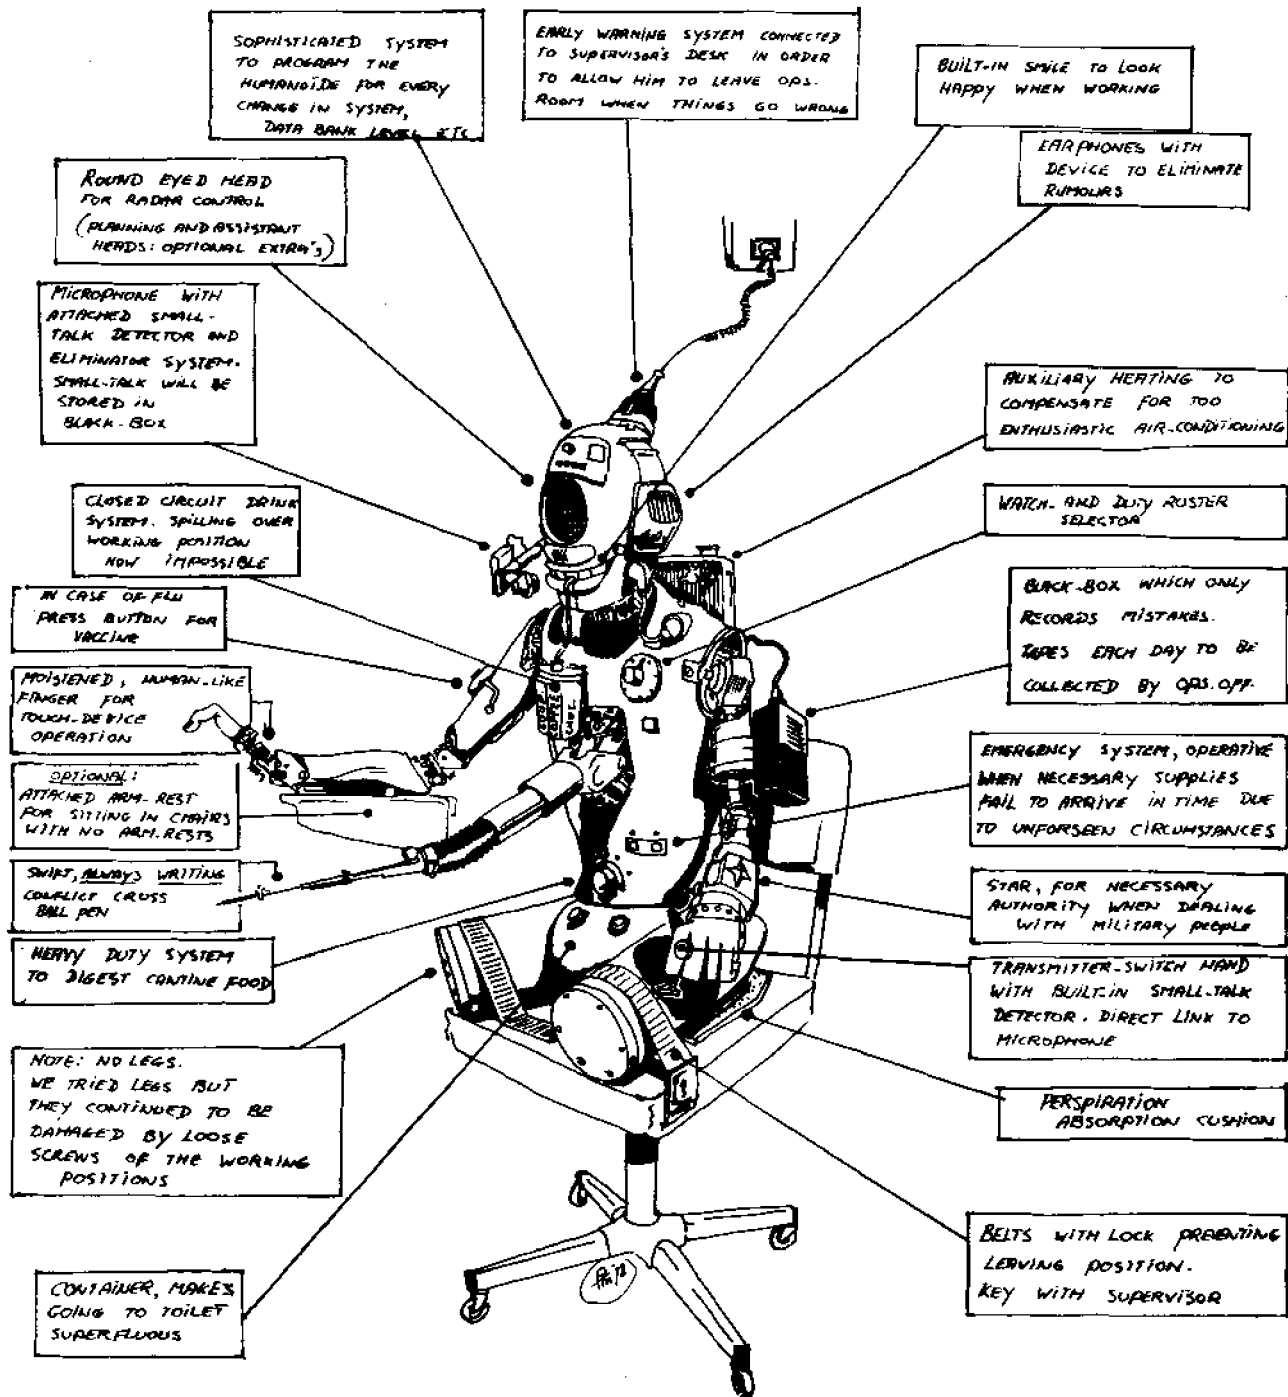 SOPHISTICATED SYSTEM
TO PROGRAM THE
HUMANOIDE FOR EVERY
CHANGE IN SYSTEM,
DATA BANK LEVEL ETC
EARLY WARNING SYSTEM CONNECTED
TO SUPERVISOR'S DESK IN ORDER
TO ALLOW HIM TO LEAVE OPS.
ROOM WHEN THINGS GO WRONG
BUILT-IN SMILE TO LOOK
HAPPY WHEN WORKING
EARPHONES WITH
DEVICE TO ELIMINATE
RUMOURS
ROUND EYED HEAD
FOR RADAR CONTROL
(PLANNING AND ASSISTANT
HEADS: OPTIONAL EXTRA'S)
MICROPHONE WITH
ATTACHED SMALL-
TALK DETECTOR AND
ELIMINATOR SYSTEM.
SMALL-TALK WILL BE
STORED IN
BLACK-BOX
AUXILIARY HEATING TO
COMPENSATE FOR TOO
ENTHUSIASTIC AIR-CONDITIONING
CLOSED CIRCUIT DRINK
SYSTEM. SPILLING OVER
WORKING POSITION
NOW IMPOSSIBLE
WATCH- AND DUTY ROSTER
SELECTOR
IN CASE OF FLU
PRESS BUTTON FOR
VACCINE
BLACK-BOX WHICH ONLY
RECORDS MISTAKES.
TAPES EACH DAY TO BE
COLLECTED BY OPS. OFF.
MOISTENED, HUMAN-LIKE
FINGER FOR
TOUCH-DEVICE
OPERATION
COFFEE
OPTIONAL:
ATTACHED ARM-REST
FOR SITTING IN CHAIRS
WITH NO ARM-RESTS
EMERGENCY SYSTEM, OPERATIVE
WHEN NECESSARY SUPPLIES
FAIL TO ARRIVE IN TIME DUE
TO UNFORSEEN CIRCUMSTANCES
SWIFT, ALWAYS WRITING
CONFLICT CROSS
BALL PEN
STAR, FOR NECESSARY
AUTHORITY WHEN DEALING
WITH MILITARY PEOPLE
HEAVY DUTY SYSTEM
TO DIGEST CANTINE FOOD
TRANSMITTER-SWITCH HAND
WITH BUILT-IN SMALL-TALK
DETECTOR. DIRECT LINK TO
MICROPHONE
NOTE: NO LEGS.
WE TRIED LEGS BUT
THEY CONTINUED TO BE
DAMAGED BY LOOSE
SCREWS OF THE WORKING
POSITIONS
PERSPIRATION
ABSORPTION CUSHION
BELTS WITH LOCK PREVENTING
LEAVING POSITION.
KEY WITH SUPERVISOR
CONTAINER, MAKES
GOING TO TOILET
SUPERFLUOUS